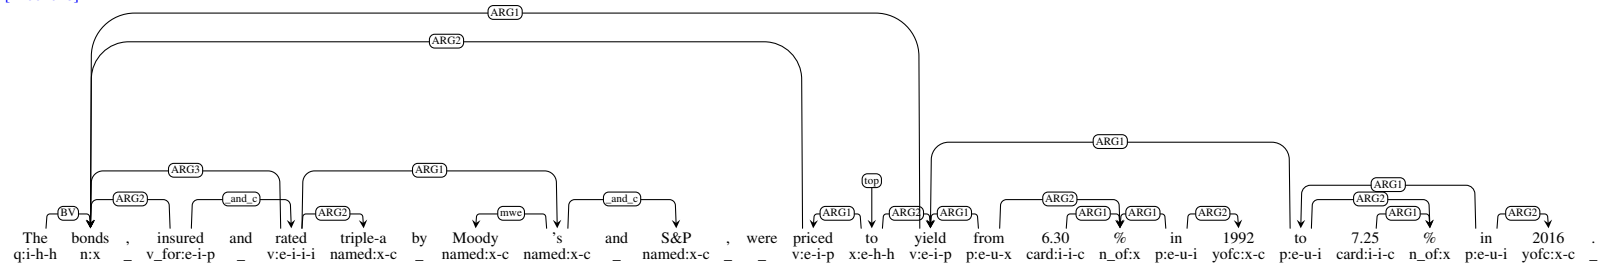 ARG1
ARG2
ARG1
top
ARG3 ARG1 ARG1
ARG2 _and_c ARG2 ARG2
BV ARG2 mwe _and_c ARG1 ARG2 ARG1 ARG1 ARG1 ARG2 ARG1 ARG2
The bonds , insured and rated triple-a by Moody 's and S&P , were priced to yield from 6.30 % in 1992 to 7.25 % in 2016 .
q:i-h-h n:x _ v_for:e-i-p _ v:e-i-i-i named:x-c _ named:x-c named:x-c _ named:x-c _ _ v:e-i-p x:e-h-h v:e-i-p p:e-u-x card:i-i-c n_of:x p:e-u-i yofc:x-c p:e-u-i card:i-i-c n_of:x p:e-u-i yofc:x-c _